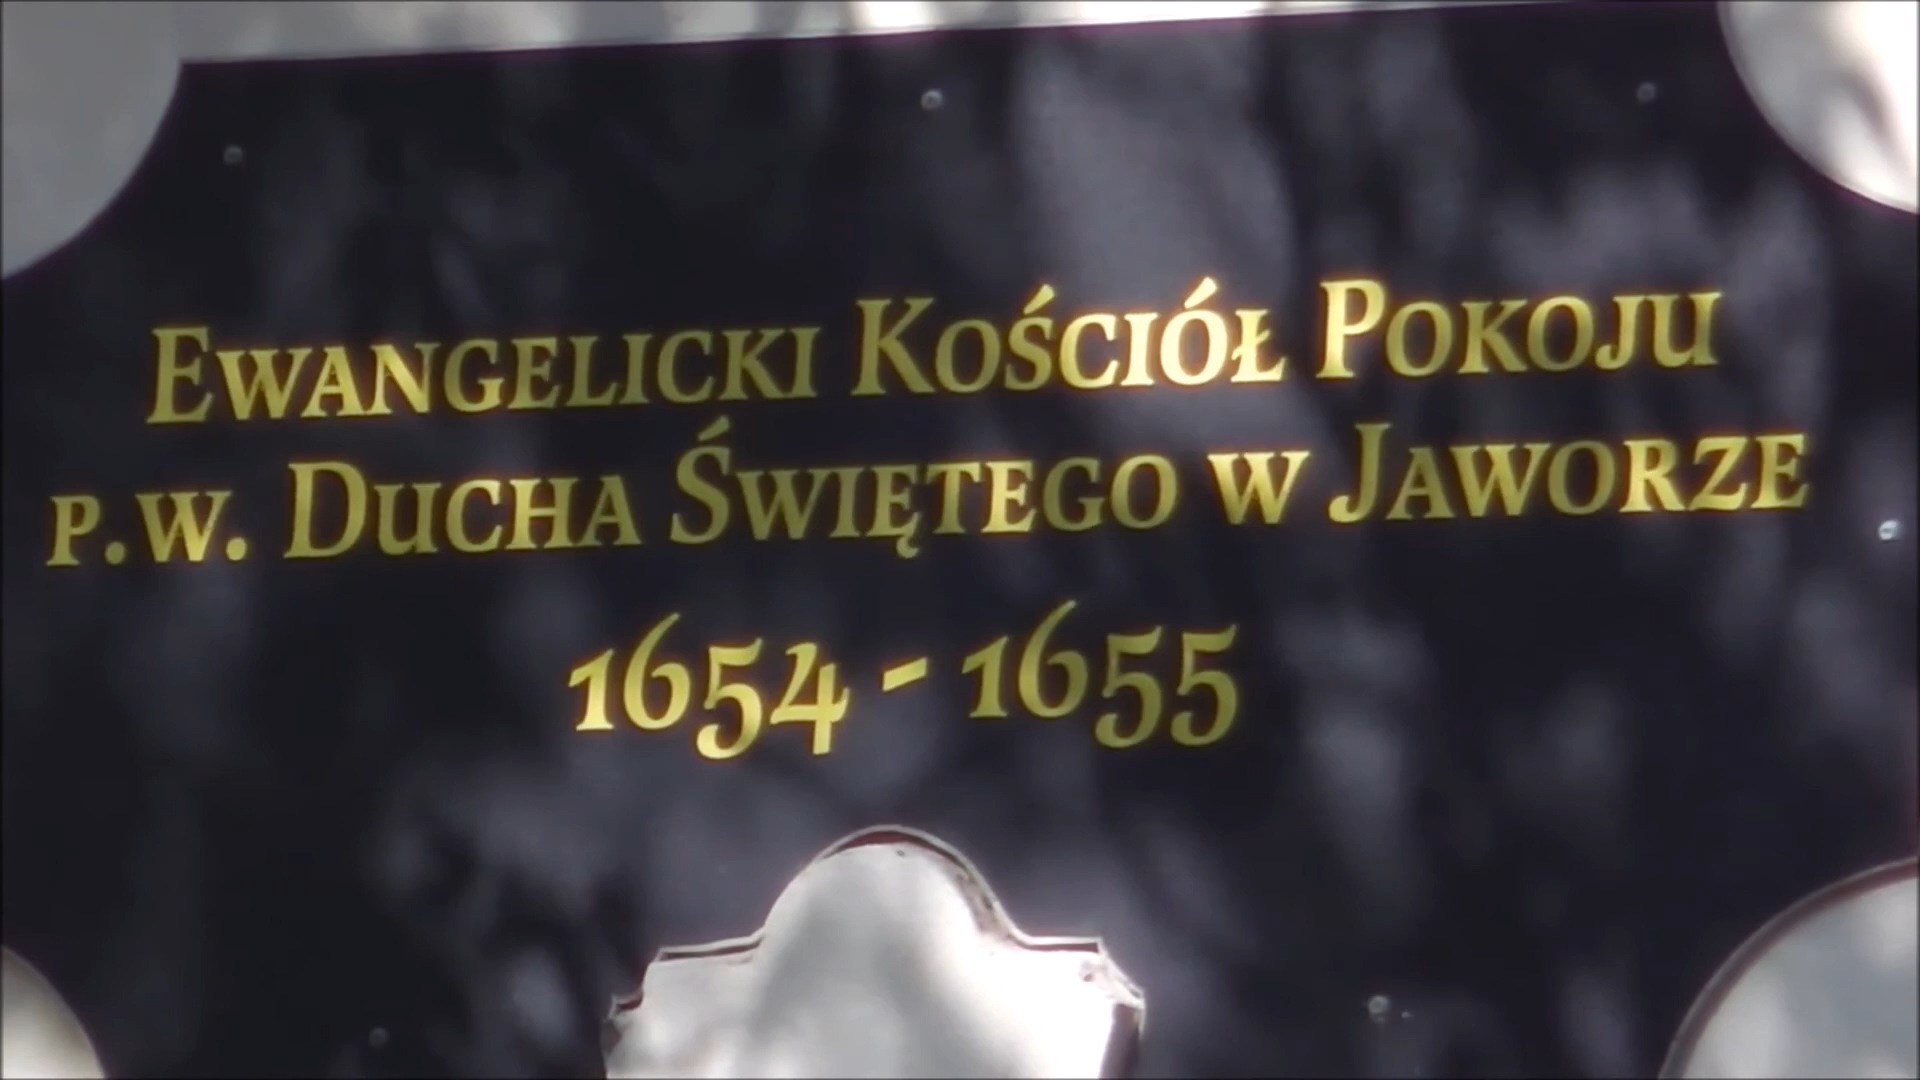 Ewangelicki Kościół Pokoju
p.w. Ducha Świętego w Jaworze
1654 - 1655